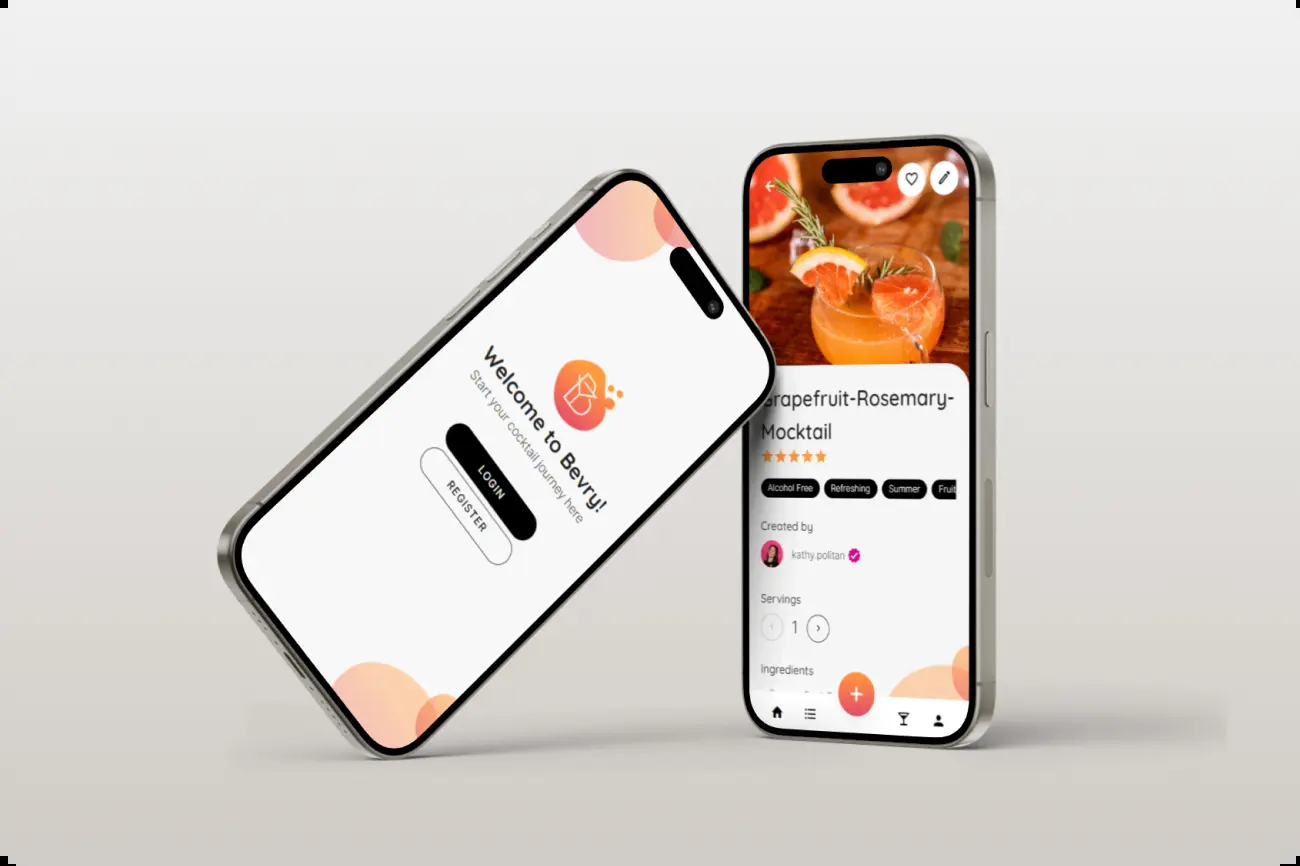 Welcome to Bevry!
Start your cocktail journey here
LOGIN
REGISTER
Grapefruit-Rosemary-
Mocktail
Alcohol Free Refreshing Summer Fruit
Created by
kathy.politan
Servings
1
Ingredients